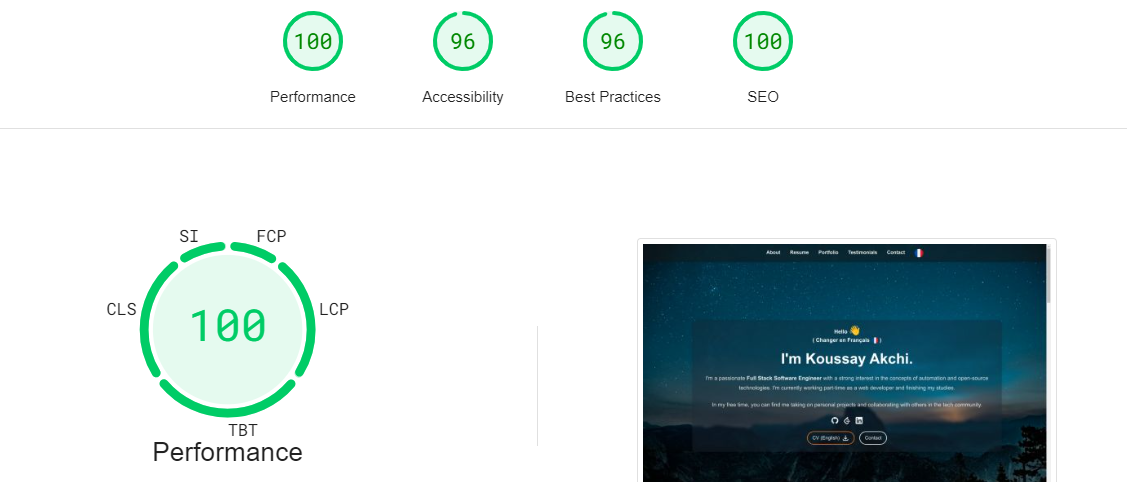 100 96 96 100
Performance Accessibility Best Practices SEO
SI FCP
CLS LCP
100
TBT
Performance
About Resume Portfolio Testimonials Contact
Hello 👋
( Changer en Français 🇫🇷 )
I'm Koussay Akchi.
I'm a passionate Full Stack Software Engineer with a strong interest in the concepts of automation and open-source
technologies. I'm currently working part-time as a web developer and finishing my studies.
In my free time, you can find me taking on personal projects and collaborating with others in the tech community.
CV (English) Contact